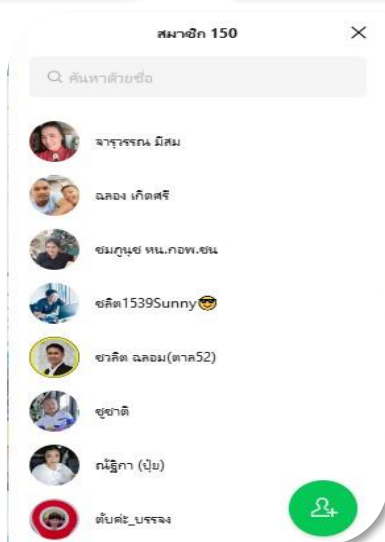 สมาชิก 150
ค้นหาด้วยชื่อ
จารุวรรณ มีสม
ฉลอง เกิดศรี
ชมภูนุช หน.กอพ.ชน
ชลิต1539Sunny😎
ชวลิต ฉลอม(ตาล52)
ชูชาติ
ณัฐิกา (ปุ้ย)
ตับค่ะ_บรรจง